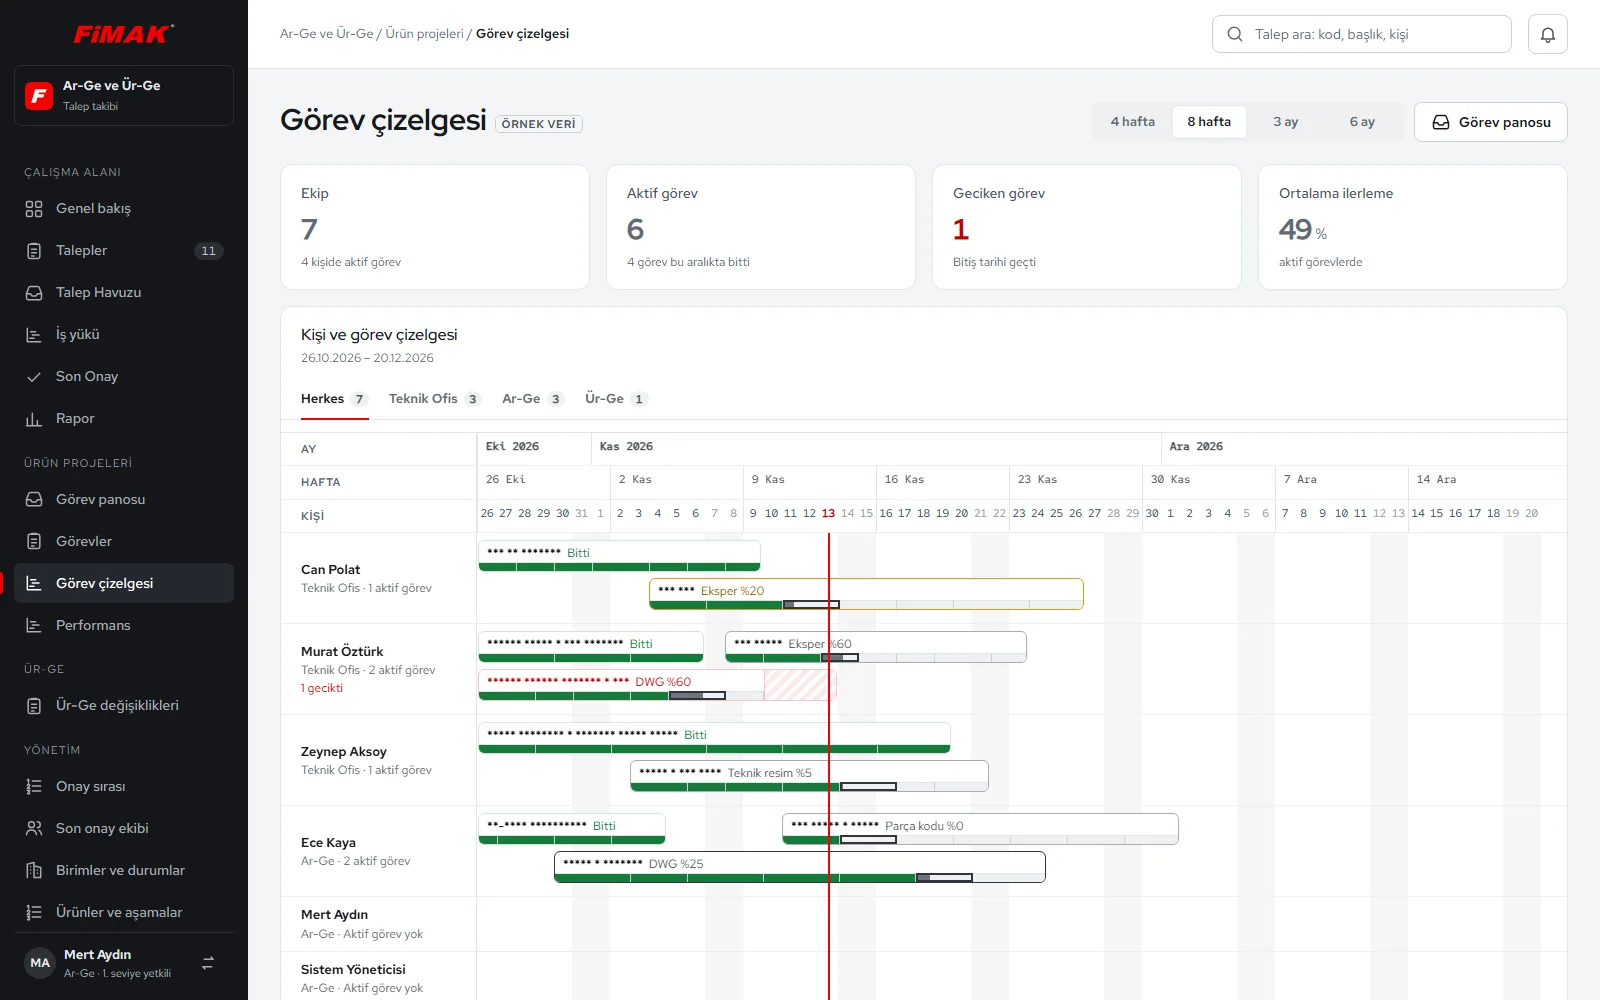 FiMAK
Ar-Ge ve Ür-Ge
Talep takibi
ÇALIŞMA ALANI
Genel bakış
Talepler 11
Talep Havuzu
İş yükü
Son Onay
Rapor
ÜRÜN PROJELERİ
Görev panosu
Görevler
Görev çizelgesi
Performans
ÜR-GE
Ür-Ge değişiklikleri
YÖNETİM
Onay sırası
Son onay ekibi
Birimler ve durumlar
Ürünler ve aşamalar
MA Mert Aydın
Ar-Ge · 1. seviye yetkili
Ar-Ge ve Ür-Ge / Ürün projeleri / Görev çizelgesi
Talep ara: kod, başlık, kişi
Görev çizelgesi ÖRNEK VERİ
4 hafta 8 hafta 3 ay 6 ay
Görev panosu
Ekip
7
4 kişide aktif görev
Aktif görev
6
4 görev bu aralıkta bitti
Geciken görev
1
Bitiş tarihi geçti
Ortalama ilerleme
49 %
aktif görevlerde
Kişi ve görev çizelgesi
26.10.2026 – 20.12.2026
Herkes 7 Teknik Ofis 3 Ar-Ge 3 Ür-Ge 1
AY Eki 2026 Kas 2026 Ara 2026
HAFTA 26 Eki 2 Kas 9 Kas 16 Kas 23 Kas 30 Kas 7 Ara 14 Ara
KİŞİ 26 27 28 29 30 31 1 2 3 4 5 6 7 8 9 10 11 12 13 14 15 16 17 18 19 20 21 22 23 24 25 26 27 28 29 30 1 2 3 4 5 6 7 8 9 10 11 12 13 14 15 16 17 18 19 20
Can Polat
Teknik Ofis · 1 aktif görev
*** ** ******* Bitti
*** *** Eksper %20
Murat Öztürk
Teknik Ofis · 2 aktif görev
1 gecikti
****** ***** * *** ******* Bitti
*** ***** Eksper %60
****** ****** ******* * *** DWG %60
Zeynep Aksoy
Teknik Ofis · 1 aktif görev
***** ******** * ******* ***** ***** Bitti
***** * *** **** Teknik resim %5
Ece Kaya
Ar-Ge · 2 aktif görev
**-**** ********** Bitti
*** ***** * ***** Parça kodu %0
***** * ******* DWG %25
Mert Aydın
Ar-Ge · Aktif görev yok
Sistem Yöneticisi
Ar-Ge · Aktif görev yok